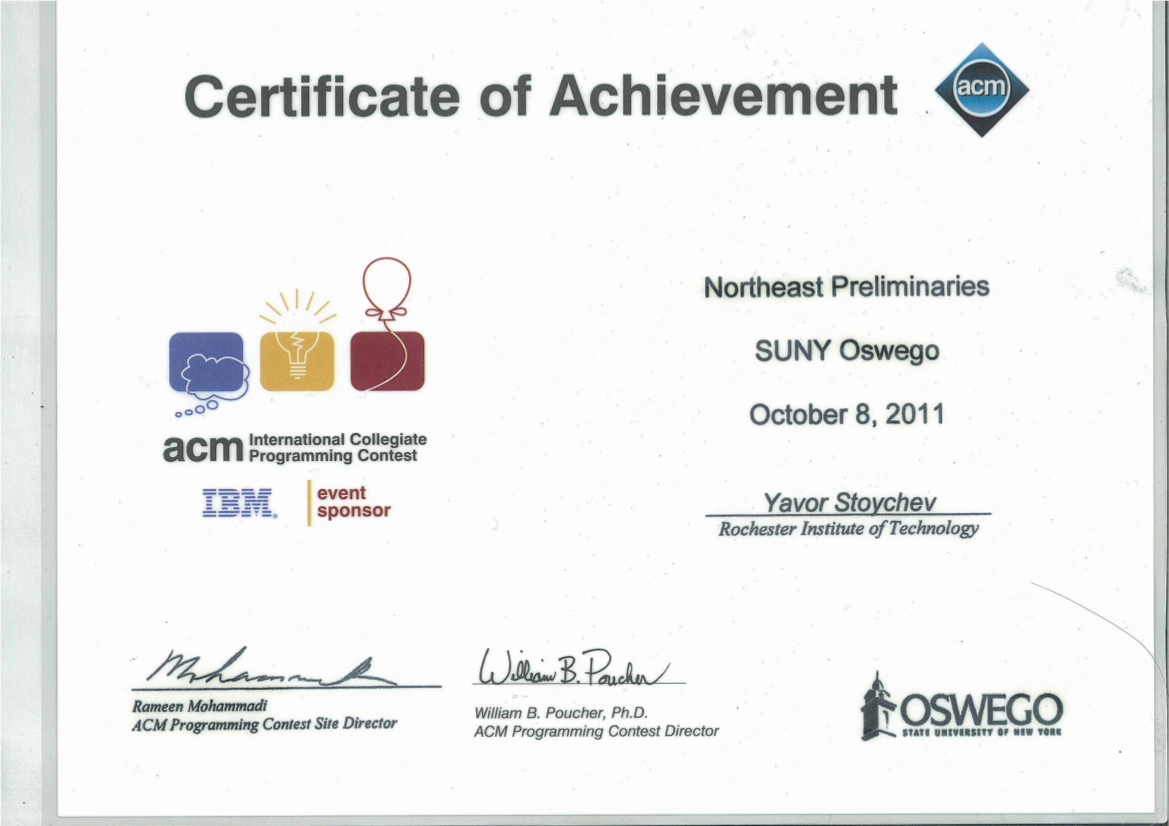 Certificate of Achievement
acm
Northeast Preliminaries
SUNY Oswego
October 8, 2011
Yavor Stoychev
Rochester Institute of Technology
acm International Collegiate
Programming Contest
IBM®
event
sponsor
William B. Poucher
Rameen Mohammadi
ACM Programming Contest Site Director
William B. Poucher, Ph.D.
ACM Programming Contest Director
OSWEGO
STATE UNIVERSITY OF NEW YORK